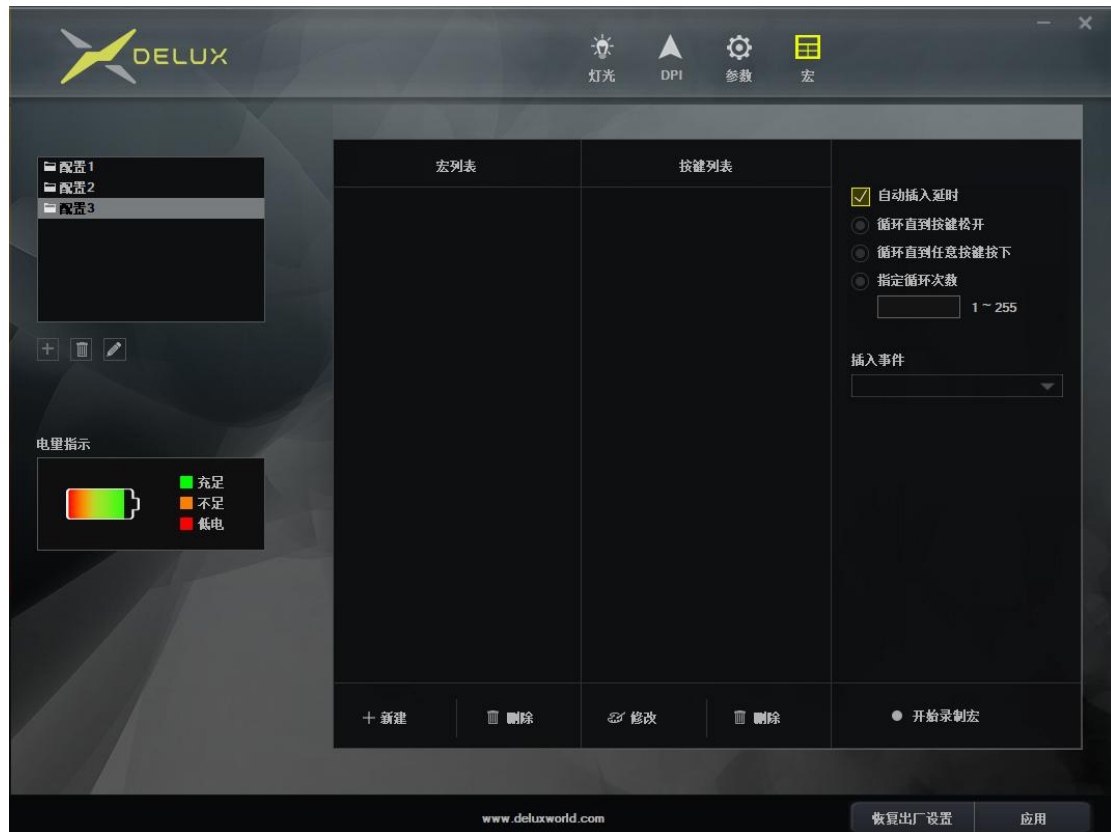 DELUX
灯光 DPI 参数 宏
配置1
配置2
配置3
电量指示
充足
不足
低电
宏列表 按键列表
自动插入延时
循环直到按键松开
循环直到任意按键按下
指定循环次数
1 ~ 255
插入事件
新建 删除 修改 删除 开始录制宏
www.deluxworld.com 恢复出厂设置 应用